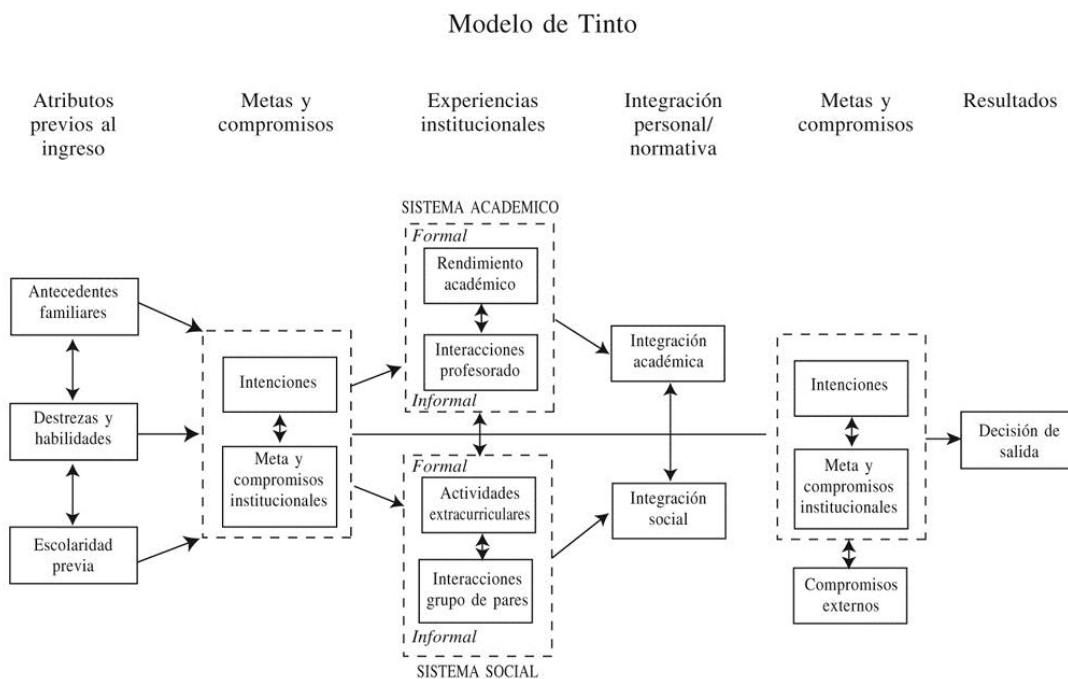 Modelo de Tinto
Atributos
previos al
ingreso
Metas y
compromisos
Experiencias
institucionales
Integración
personal/
normativa
Metas y
compromisos
Resultados
Antecedentes
familiares
Destrezas y
habilidades
Escolaridad
previa
Intenciones
Meta y
compromisos
institucionales
SISTEMA ACADEMICO
Formal
Rendimiento
académico
Interacciones
profesorado
Informal
Formal
Actividades
extracurriculares
Interacciones
grupo de pares
Informal
SISTEMA SOCIAL
Integración
académica
Integración
social
Intenciones
Meta y
compromisos
institucionales
Compromisos
externos
Decisión de
salida